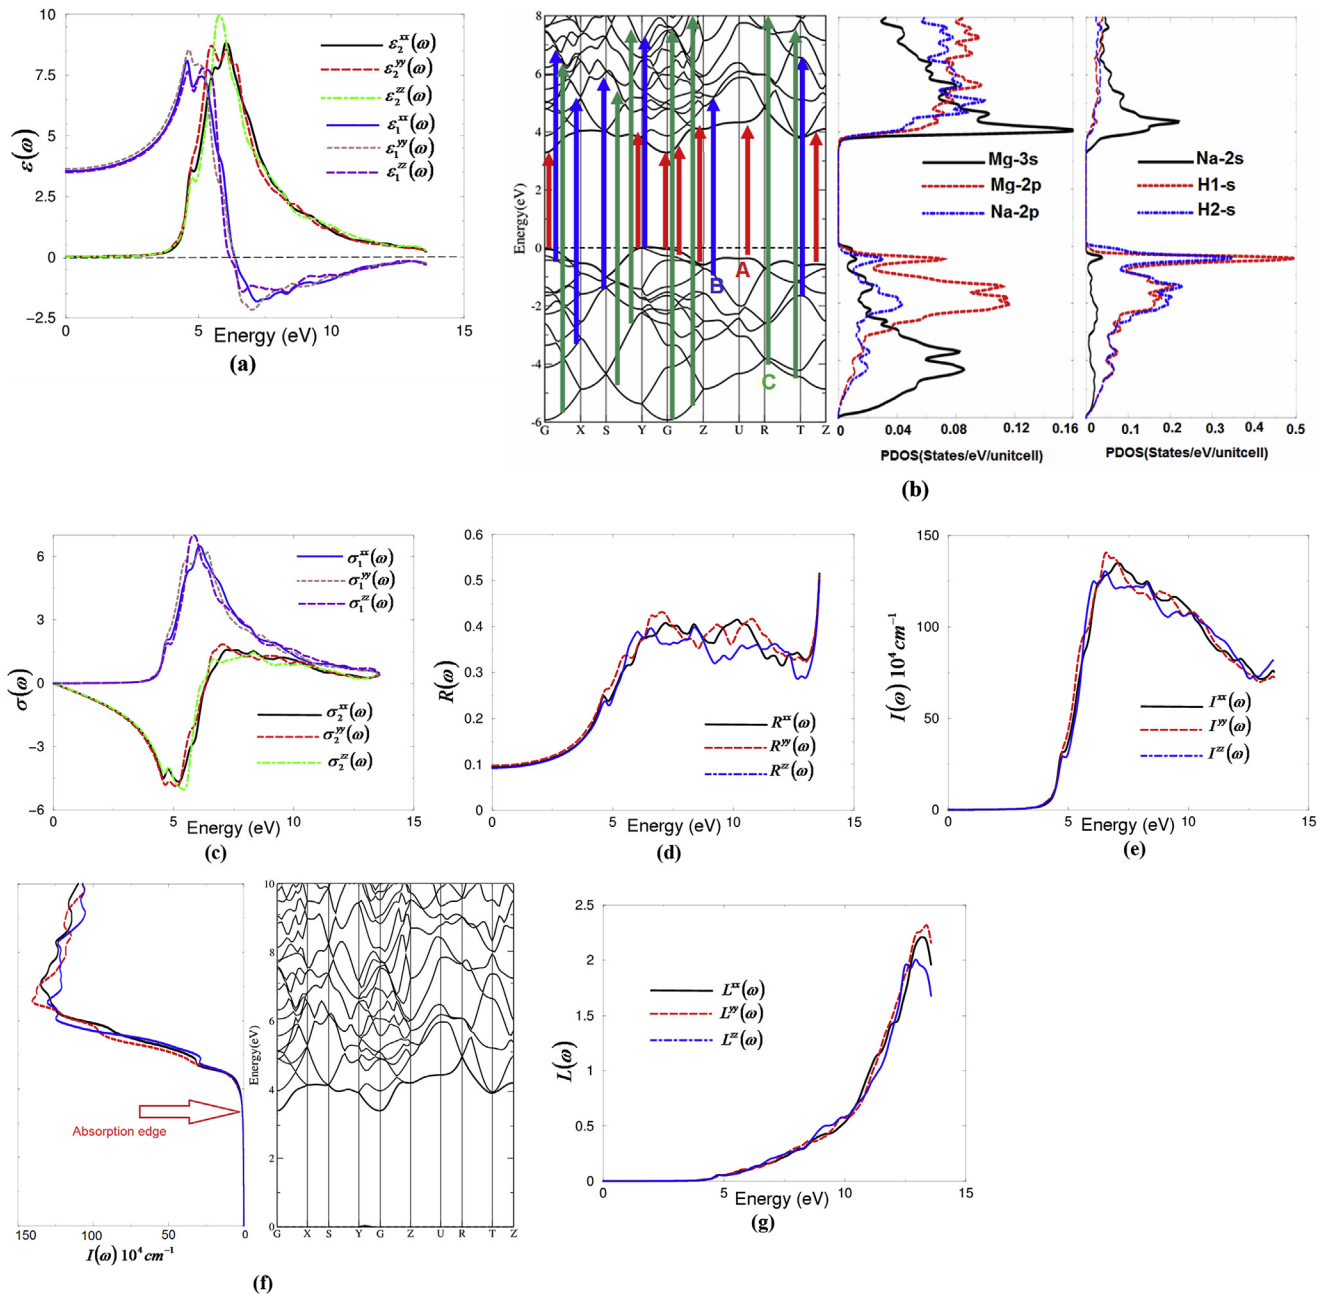 10
7.5
5
2.5
0
−2.5
ε(ω)
ε₂ˣˣ(ω)
ε₂ʸʸ(ω)
ε₂ᶻᶻ(ω)
ε₁ˣˣ(ω)
ε₁ʸʸ(ω)
ε₁ᶻᶻ(ω)
0 5 10 15
Energy (eV)
(a)
8
6
4
2
0
-2
-4
-6
Energy(eV)
A
B
C
G X S Y G Z U R T Z
Mg-3s
Mg-2p
Na-2p
0 0.04 0.08 0.12 0.16
PDOS(States/eV/unitcell)
Na-2s
H1-s
H2-s
0 0.1 0.2 0.3 0.4 0.5
PDOS(States/eV/unitcell)
(b)
6
3
0
−3
−6
σ(ω)
σ₁ˣˣ(ω)
σ₁ʸʸ(ω)
σ₁ᶻᶻ(ω)
σ₂ˣˣ(ω)
σ₂ʸʸ(ω)
σ₂ᶻᶻ(ω)
0 5 10 15
Energy (eV)
(c)
0.6
0.5
0.4
0.3
0.2
0.1
0
R(ω)
Rˣˣ(ω)
Rʸʸ(ω)
Rᶻᶻ(ω)
0 5 10 15
Energy (eV)
(d)
150
100
50
0
I(ω) 10⁴ cm⁻¹
Iˣˣ(ω)
Iʸʸ(ω)
Iᶻᶻ(ω)
0 5 10 15
Energy (eV)
(e)
Absorption edge
150 100 50 0
I(ω) 10⁴ cm⁻¹
10
8
6
4
2
0
Energy(eV)
G X S Y G Z U R T Z
(f)
2.5
2
1.5
1
0.5
0
L(ω)
Lˣˣ(ω)
Lʸʸ(ω)
Lᶻᶻ(ω)
0 5 10 15
Energy (eV)
(g)